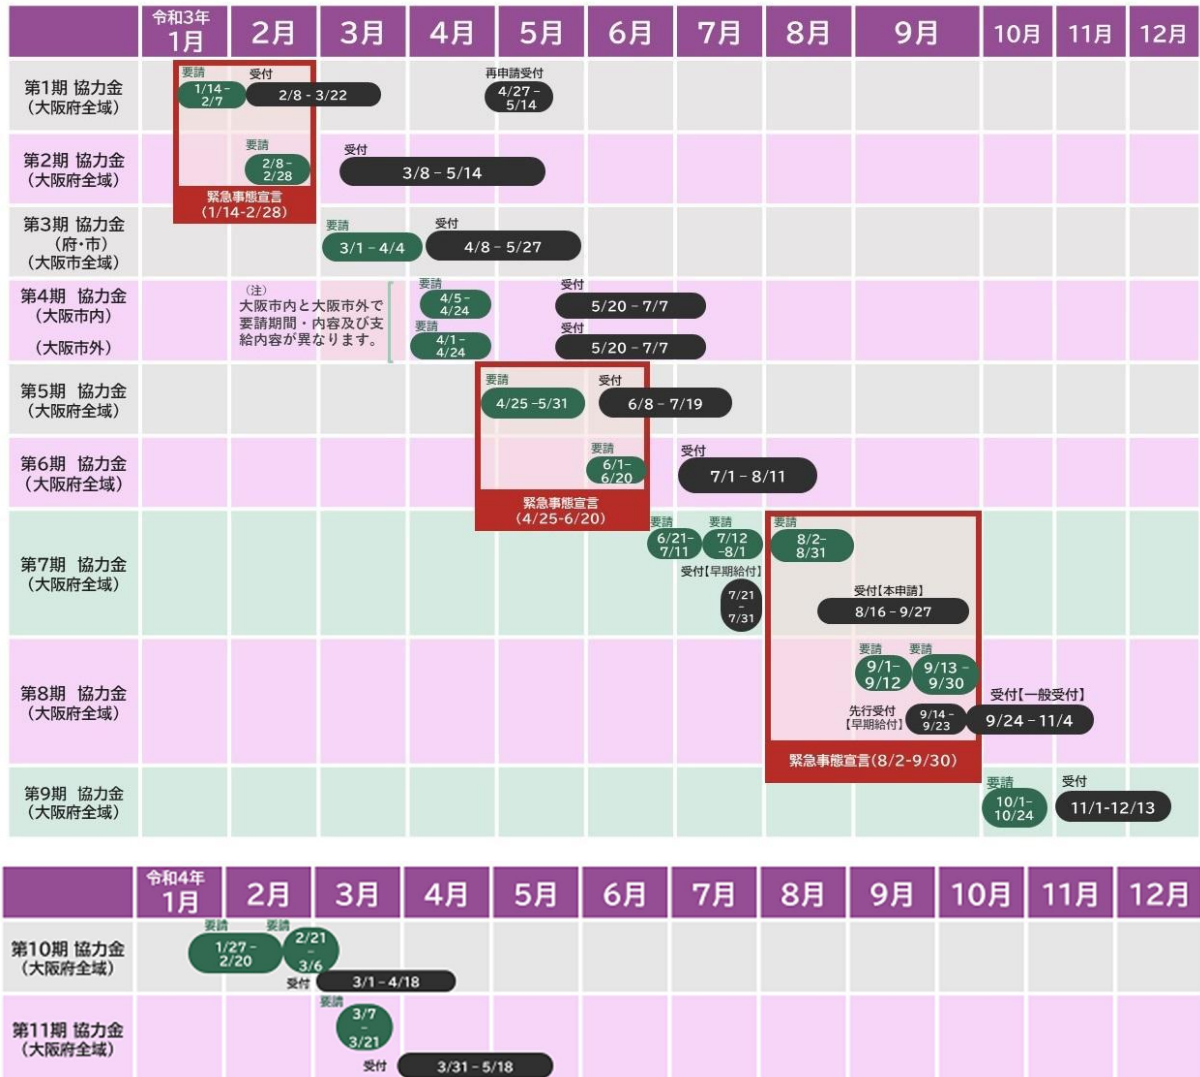 令和3年
1月 2月 3月 4月 5月 6月 7月 8月 9月 10月 11月 12月
第1期 協力金
(大阪府全域)
要請
1/14 –
2/7
受付
2/8 - 3/22
再申請受付
4/27 –
5/14
第2期 協力金
(大阪府全域)
要請
2/8 –
2/28
受付
3/8 – 5/14
緊急事態宣言
(1/14-2/28)
第3期 協力金
(府・市)
(大阪市全域)
要請
3/1 – 4/4
受付
4/8 – 5/27
第4期 協力金
(大阪市内)
(大阪市外)
(注)
大阪市内と大阪市外で
要請期間・内容及び支
給内容が異なります。
要請
4/5 –
4/24
受付
5/20 – 7/7
要請
4/1 –
4/24
受付
5/20 – 7/7
第5期 協力金
(大阪府全域)
要請
4/25 –5/31
受付
6/8 – 7/19
第6期 協力金
(大阪府全域)
要請
6/1–
6/20
受付
7/1 – 8/11
緊急事態宣言
(4/25-6/20)
第7期 協力金
(大阪府全域)
要請
6/21–
7/11
要請
7/12
–8/1
要請
8/2–
8/31
受付【早期給付】
7/21
–
7/31
受付【本申請】
8/16 – 9/27
第8期 協力金
(大阪府全域)
要請
9/1–
9/12
要請
9/13 –
9/30
先行受付
【早期給付】
9/14 –
9/23
受付【一般受付】
9/24 – 11/4
緊急事態宣言(8/2-9/30)
第9期 協力金
(大阪府全域)
要請
10/1–
10/24
受付
11/1-12/13
令和4年
1月 2月 3月 4月 5月 6月 7月 8月 9月 10月 11月 12月
第10期 協力金
(大阪府全域)
要請
1/27 –
2/20
要請
2/21
–
3/6
受付
3/1 – 4/18
第11期 協力金
(大阪府全域)
要請
3/7
–
3/21
受付
3/31 – 5/18